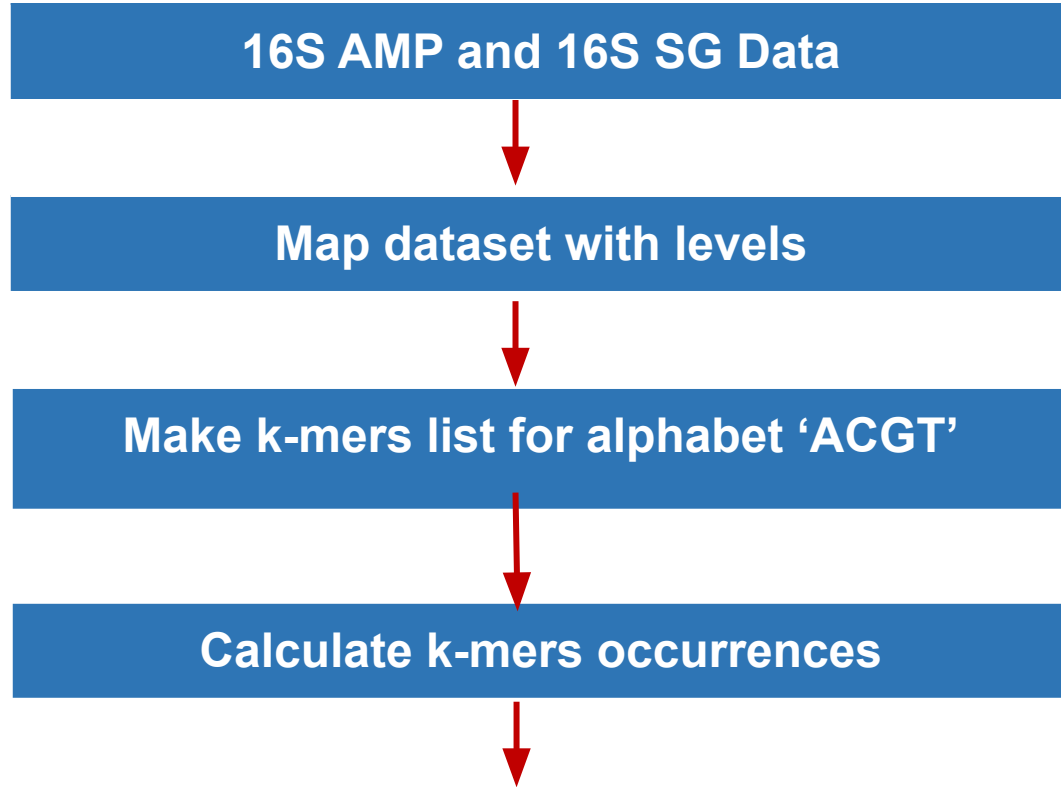 16S AMP and 16S SG Data
Map dataset with levels
Make k-mers list for alphabet ‘ACGT’
Calculate k-mers occurrences